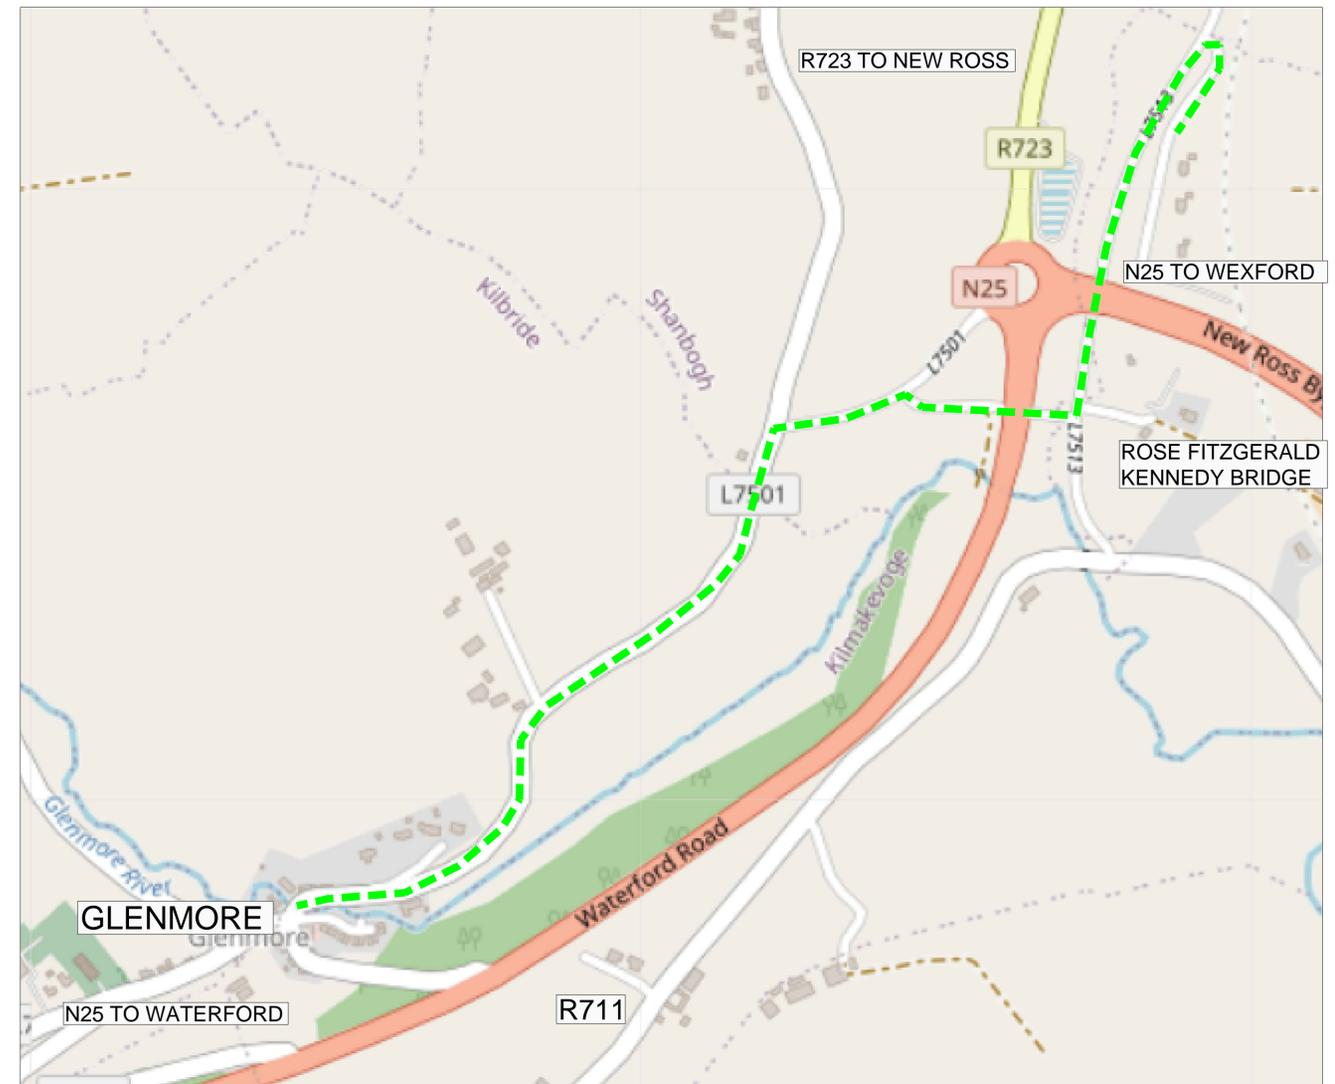 R723 TO NEW ROSS
L7513
R723
N25 TO WEXFORD
N25
Kilbride
Shanbogh
L7501
New Ross By
L7513
ROSE FITZGERALD
KENNEDY BRIDGE
L7501
Kilmakevoge
Glenmore River
Waterford Road
GLENMORE
Glenmore
N25 TO WATERFORD
R711